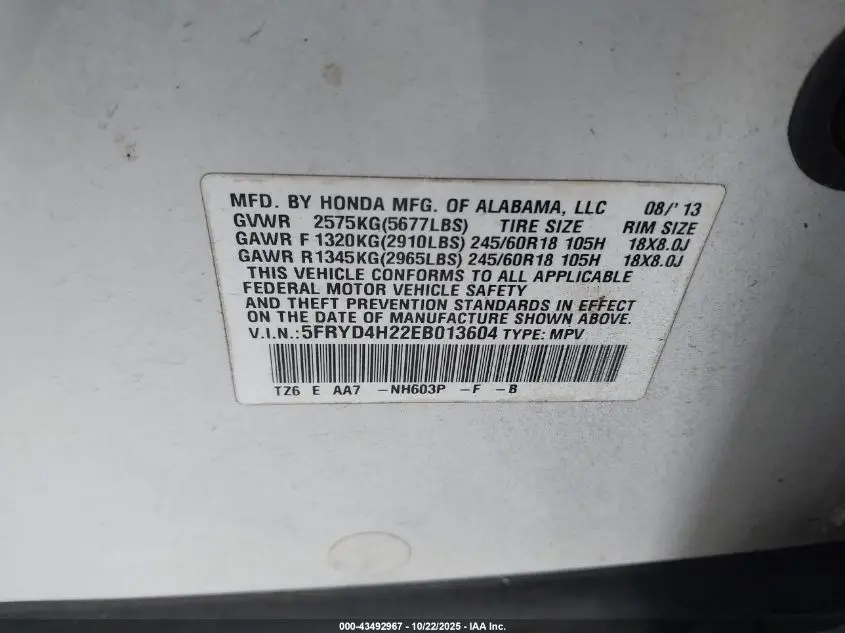 MFD. BY HONDA MFG. OF ALABAMA, LLC 08/' 13
GVWR 2575KG(5677LBS) TIRE SIZE RIM SIZE
GAWR F 1320KG(2910LBS) 245/60R18 105H 18X8.0J
GAWR R1345KG(2965LBS) 245/60R18 105H 18X8.0J
THIS VEHICLE CONFORMS TO ALL APPLICABLE
FEDERAL MOTOR VEHICLE SAFETY
AND THEFT PREVENTION STANDARDS IN EFFECT
ON THE DATE OF MANUFACTURE SHOWN ABOVE.
V.I.N.:5FRYD4H22EB013604 TYPE: MPV
TZ6 E AA7 -NH603P -F -B
000-43492967 - 10/22/2025 - IAA Inc.